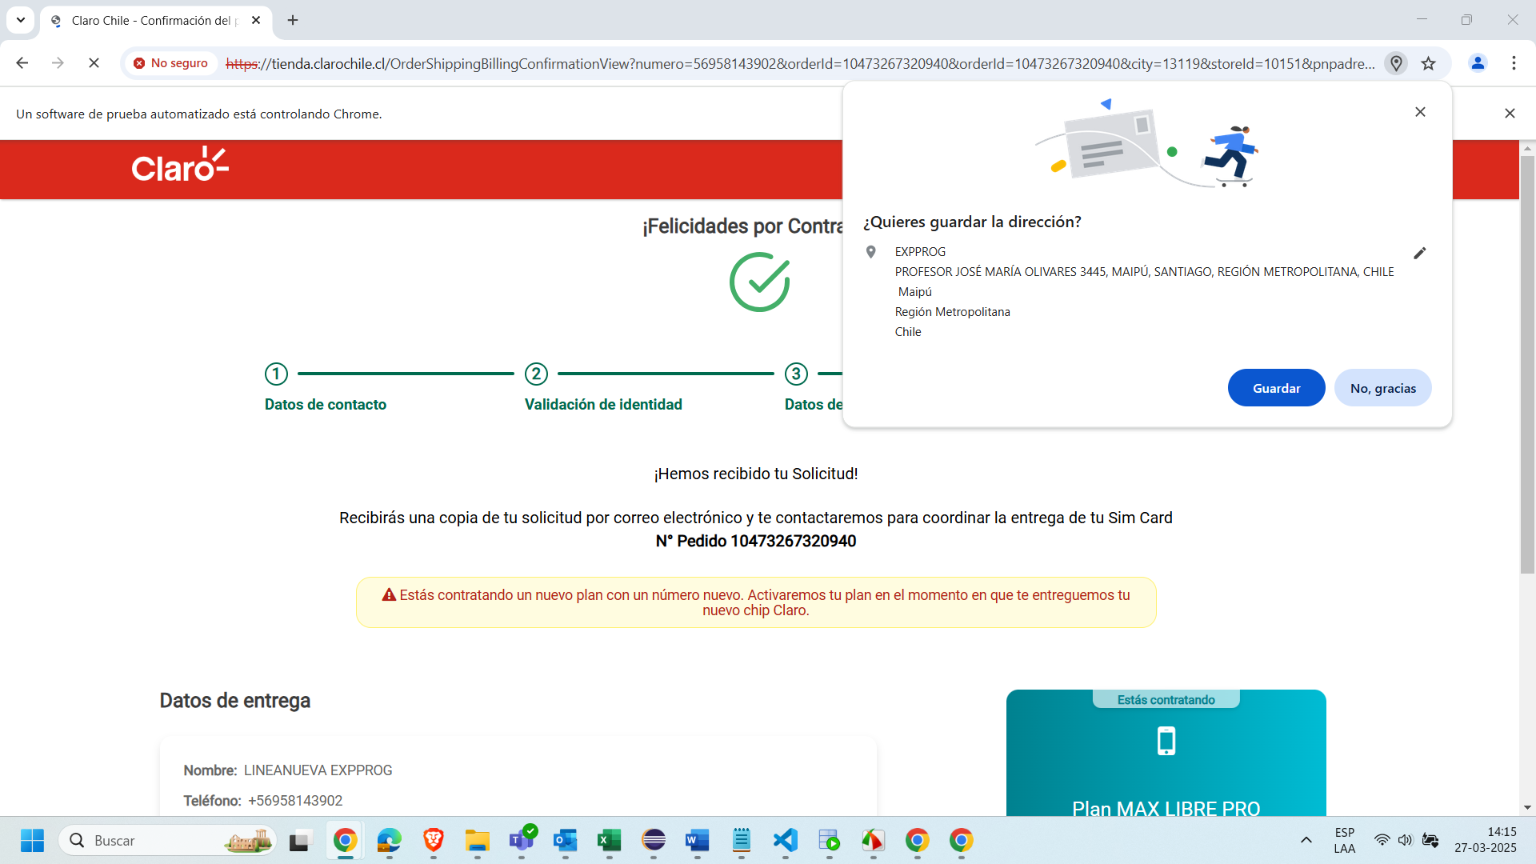 Claro Chile - Confirmación del p
No seguro
https://tienda.clarochile.cl/OrderShippingBillingConfirmationView?numero=56958143902&orderId=10473267320940&orderId=10473267320940&city=13119&storeId=10151&pnpadre...
Un software de prueba automatizado está controlando Chrome.
Claro
¡Felicidades por Contra
¿Quieres guardar la dirección?
EXPPROG
PROFESOR JOSÉ MARÍA OLIVARES 3445, MAIPÚ, SANTIAGO, REGIÓN METROPOLITANA, CHILE
Maipú
Región Metropolitana
Chile
Guardar
No, gracias
1
2
3
Datos de contacto
Validación de identidad
Datos de
¡Hemos recibido tu Solicitud!
Recibirás una copia de tu solicitud por correo electrónico y te contactaremos para coordinar la entrega de tu Sim Card
N° Pedido 10473267320940
Estás contratando un nuevo plan con un número nuevo. Activaremos tu plan en el momento en que te entreguemos tu
nuevo chip Claro.
Datos de entrega
Nombre: LINEANUEVA EXPPROG
Teléfono: +56958143902
Estás contratando
Plan MAX LIBRE PRO
Buscar
ESP
LAA
14:15
27-03-2025